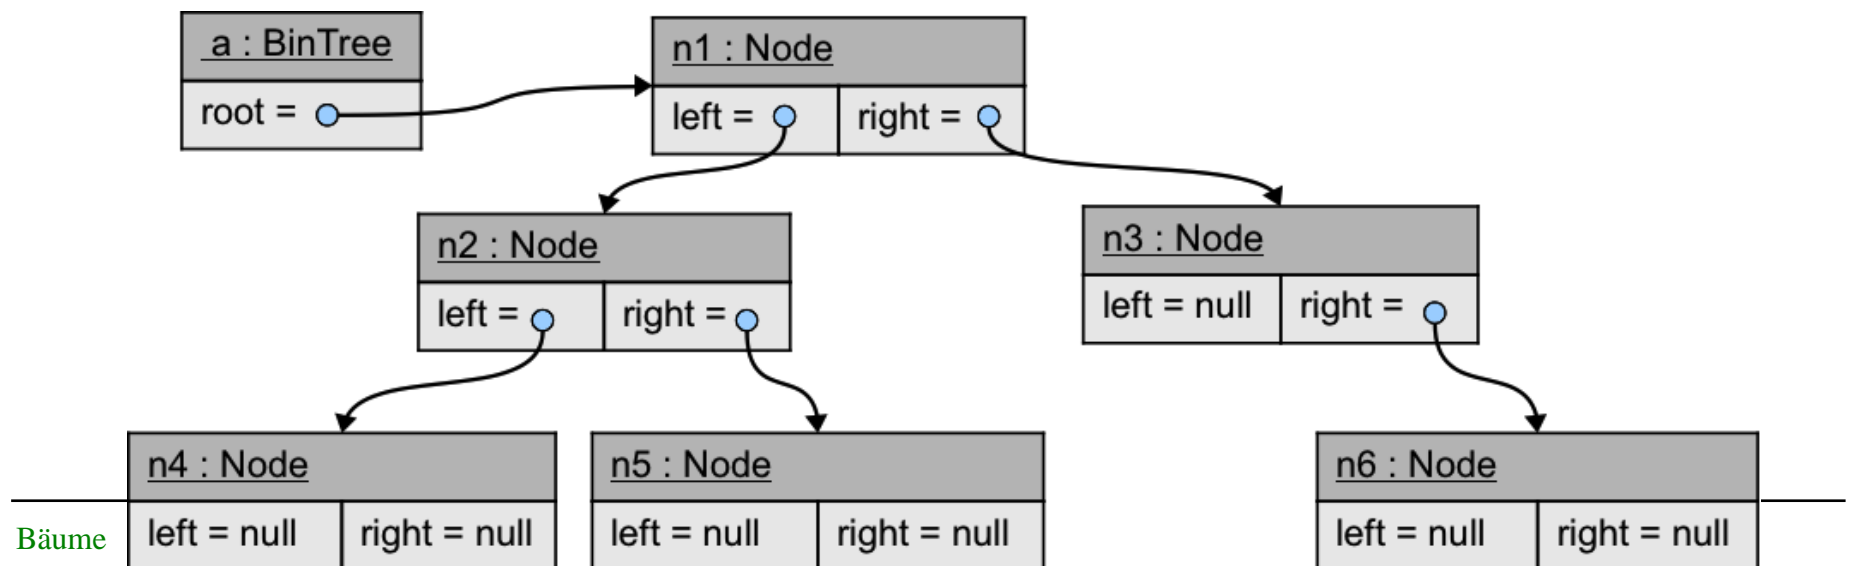 a : BinTree
root =
n1 : Node
left =
right =
n2 : Node
left =
right =
n3 : Node
left = null
right =
n4 : Node
left = null
right = null
n5 : Node
left = null
right = null
n6 : Node
left = null
right = null
Bäume